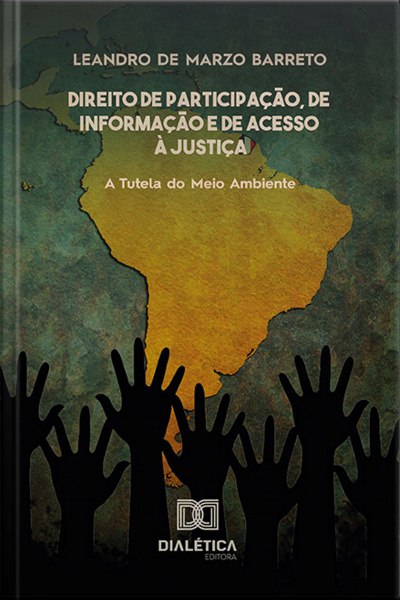 LEANDRO DE MARZO BARRETO
DIREITO DE PARTICIPAÇÃO, DE
INFORMAÇÃO E DE ACESSO
À JUSTIÇA
A Tutela do Meio Ambiente
DIALÉTICA
EDITORA